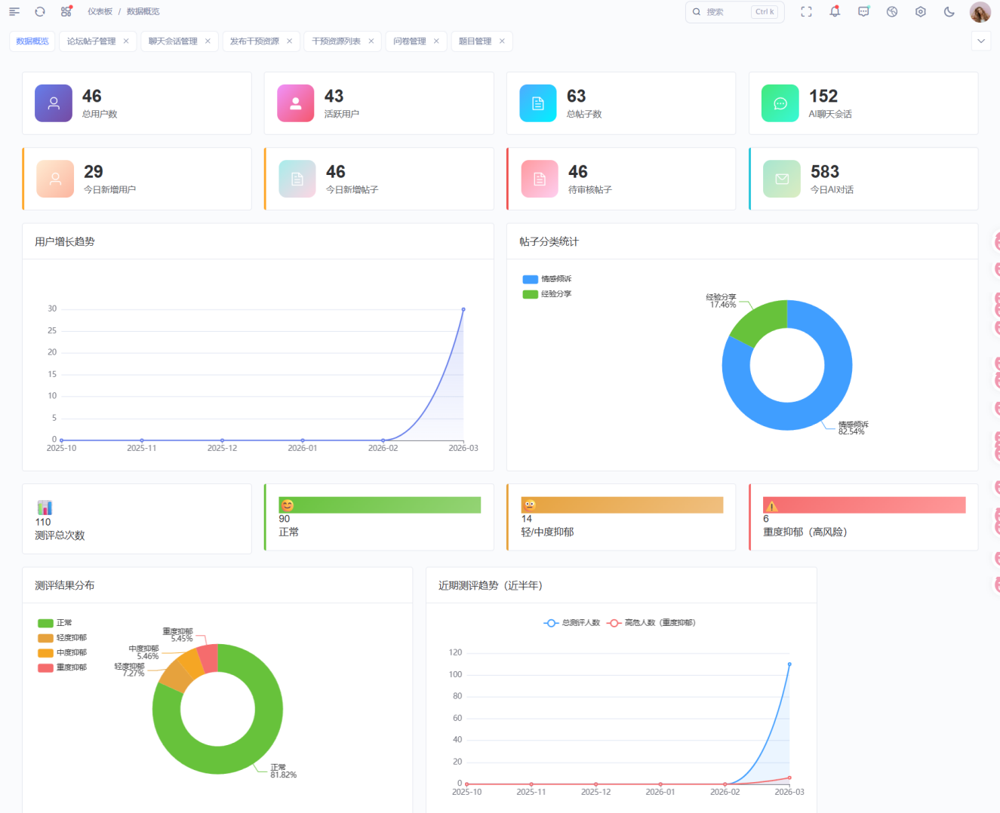 仪表板 / 数据概览
搜索 Ctrl k
数据概览 论坛帖子管理 × 聊天会话管理 × 发布干预资源 × 干预资源列表 × 问卷管理 × 题目管理 ×
46
总用户数
43
活跃用户
63
总帖子数
152
AI聊天会话
29
今日新增用户
46
今日新增帖子
46
待审核帖子
583
今日AI对话
用户增长趋势
30
25
20
15
10
5
0
2025-10 2025-11 2025-12 2026-01 2026-02 2026-03
帖子分类统计
情感倾诉
经验分享
经验分享
17.46%
情感倾诉
82.54%
110
测评总次数
90
正常
14
轻/中度抑郁
6
重度抑郁（高风险）
测评结果分布
正常
轻度抑郁
中度抑郁
重度抑郁
重度抑郁
5.45%
中度抑郁
5.46%
轻度抑郁
7.27%
正常
81.82%
近期测评趋势（近半年）
总测评人数 高危人数（重度抑郁）
120
100
80
60
40
20
0
2025-10 2025-11 2025-12 2026-01 2026-02 2026-03